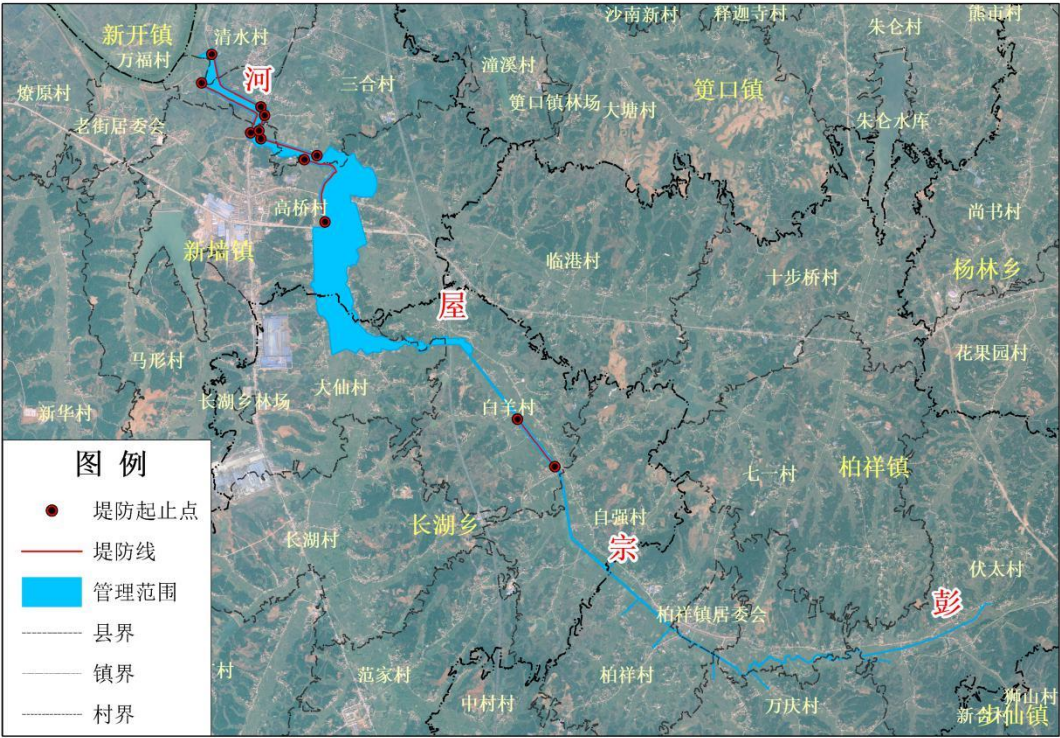 沙南新村
释迦寺村
熊市村
朱仑村
新开镇
清水村
万福村
河
潼溪村
三合村
筻口镇
燎原村
筻口镇林场
大塘村
老街居委会
朱仑水库
高桥村
尚书村
新墙镇
临港村
十步桥村
杨林乡
屋
马形村
花果园村
大仙村
长湖乡林场
白羊村
新华村
图例
堤防起止点
堤防线
管理范围
县界
镇界
村界
七一村
柏祥镇
长湖乡
自强村
长湖村
宗
伏太村
彭
柏祥镇居委会
村
范家村
柏祥村
中村村
万庆村
狮山村